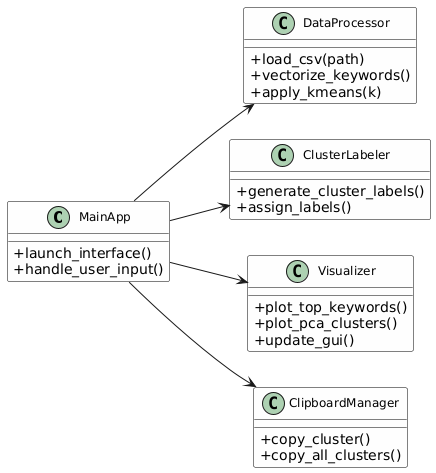 C DataProcessor
+load_csv(path)
+vectorize_keywords()
+apply_kmeans(k)
C ClusterLabeler
+generate_cluster_labels()
+assign_labels()
C MainApp
+launch_interface()
+handle_user_input()
C Visualizer
+plot_top_keywords()
+plot_pca_clusters()
+update_gui()
C ClipboardManager
+copy_cluster()
+copy_all_clusters()